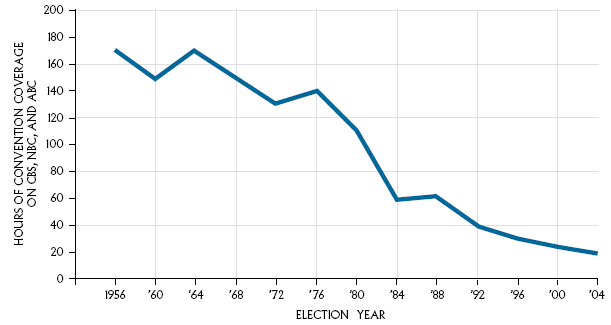 200
180
160
140
120
100
80
60
40
20
0
HOURS OF CONVENTION COVERAGE
ON CBS, NBC, AND ABC
1956 '60 '64 '68 '72 '76 '80 '84 '88 '92 '96 '00 '04
ELECTION YEAR